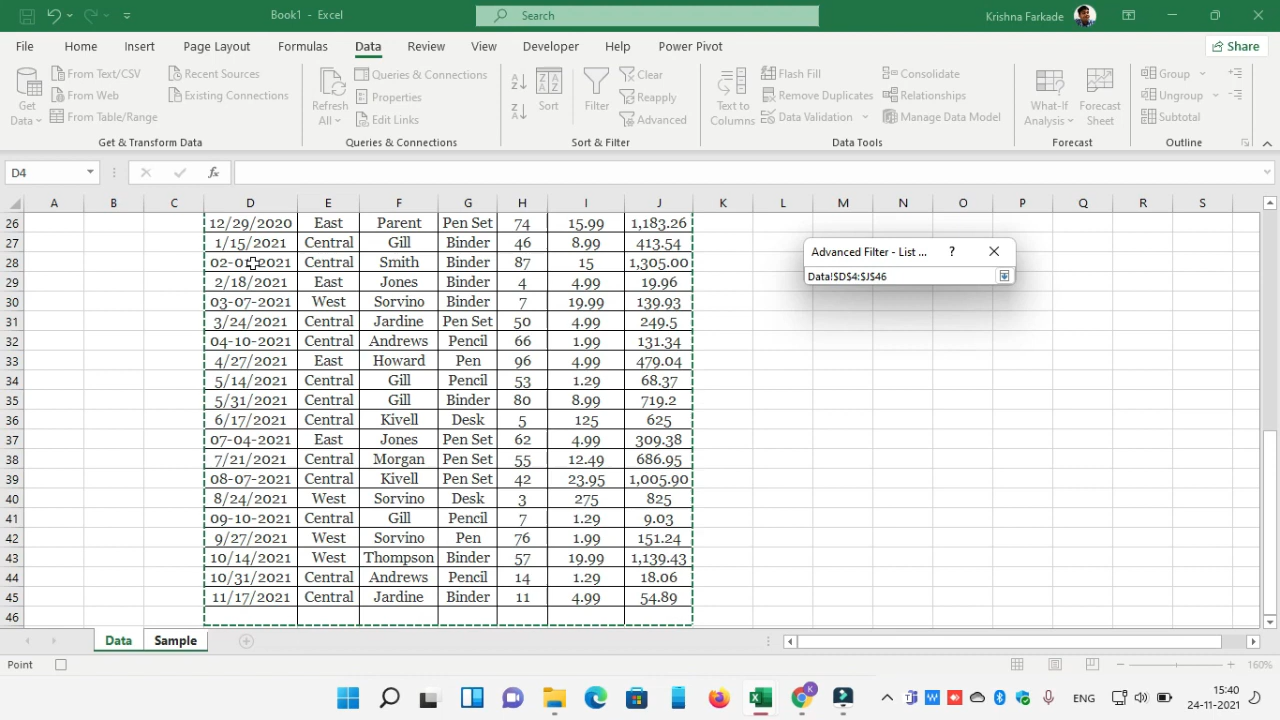 Book1 - Excel
Search
Krishna Farkade
File Home Insert Page Layout Formulas Data Review View Developer Help Power Pivot Share
Get Data
From Text/CSV
From Web
From Table/Range
Recent Sources
Existing Connections
Get & Transform Data
Refresh All
Queries & Connections
Properties
Edit Links
Queries & Connections
Sort
Filter
Clear
Reapply
Advanced
Sort & Filter
Text to Columns
Flash Fill
Remove Duplicates
Data Validation
Consolidate
Relationships
Manage Data Model
Data Tools
What-If Analysis
Forecast Sheet
Forecast
Group
Ungroup
Subtotal
Outline
D4 fx
A B C D E F G H I J K L M N O P Q R S
26 12/29/2020 East Parent Pen Set 74 15.99 1,183.26
27 1/15/2021 Central Gill Binder 46 8.99 413.54
28 02-01-2021 Central Smith Binder 87 15 1,305.00
29 2/18/2021 East Jones Binder 4 4.99 19.96
30 03-07-2021 West Sorvino Binder 7 19.99 139.93
31 3/24/2021 Central Jardine Pen Set 50 4.99 249.5
32 04-10-2021 Central Andrews Pencil 66 1.99 131.34
33 4/27/2021 East Howard Pen 96 4.99 479.04
34 5/14/2021 Central Gill Pencil 53 1.29 68.37
35 5/31/2021 Central Gill Binder 80 8.99 719.2
36 6/17/2021 Central Kivell Desk 5 125 625
37 07-04-2021 East Jones Pen Set 62 4.99 309.38
38 7/21/2021 Central Morgan Pen Set 55 12.49 686.95
39 08-07-2021 Central Kivell Pen Set 42 23.95 1,005.90
40 8/24/2021 West Sorvino Desk 3 275 825
41 09-10-2021 Central Gill Pencil 7 1.29 9.03
42 9/27/2021 West Sorvino Pen 76 1.99 151.24
43 10/14/2021 West Thompson Binder 57 19.99 1,139.43
44 10/31/2021 Central Andrews Pencil 14 1.29 18.06
45 11/17/2021 Central Jardine Binder 11 4.99 54.89
46
Advanced Filter - List ... ?
Data!$D$4:$J$46
Data Sample
Point
160%
K
ENG
15:40
24-11-2021